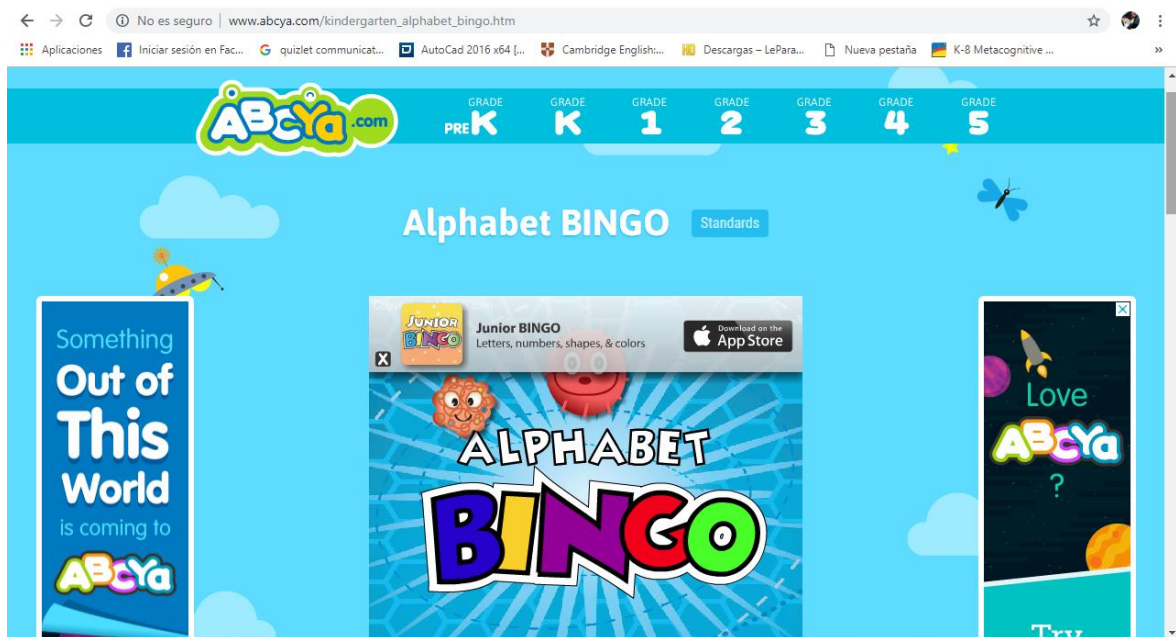 No es seguro | www.abcya.com/kindergarten_alphabet_bingo.htm
Aplicaciones Iniciar sesión en Fac... quizlet communicat... AutoCad 2016 x64 [... Cambridge English:... Descargas – LePara... Nueva pestaña K-8 Metacognitive ... »
ABCYa.com
GRADE GRADE GRADE GRADE GRADE GRADE GRADE
PRE K K 1 2 3 4 5
Alphabet BINGO Standards
Something
Out of
This
World
is coming to
ABCYa
JUNIOR
BINGO
Junior BINGO
Letters, numbers, shapes, & colors
Download on the
App Store
X
ALPHABET
BINGO
Love
ABCYa
?
Try